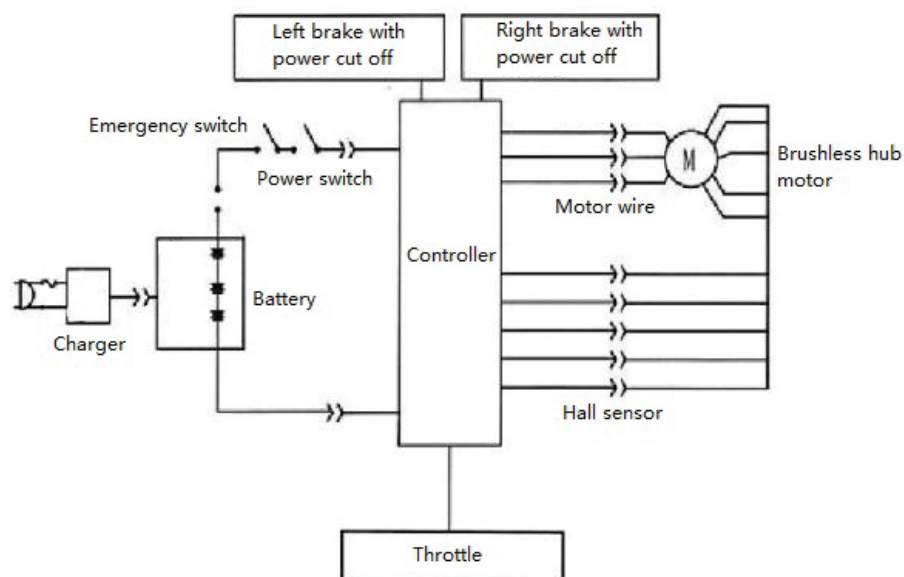 Left brake with
power cut off
Right brake with
power cut off
Emergency switch
Power switch
M
Brushless hub
motor
Motor wire
Controller
Battery
Charger
Hall sensor
Throttle